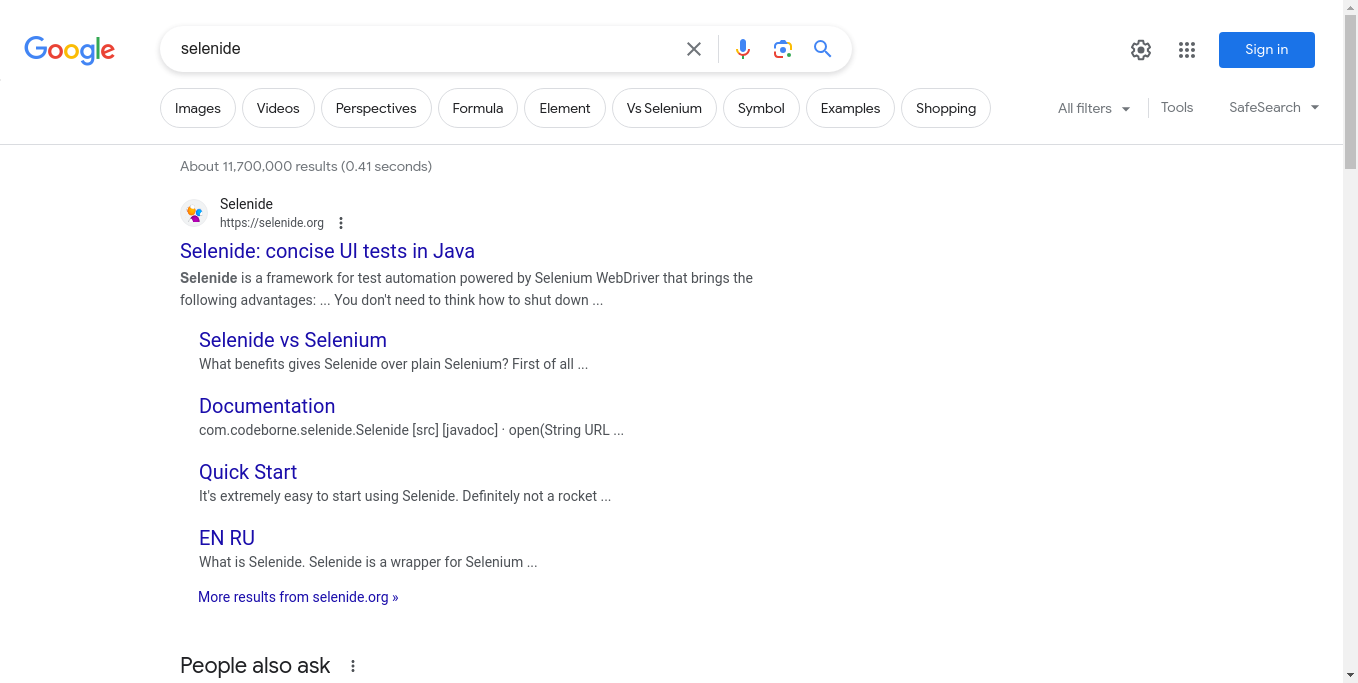 Google
selenide
Sign in
Images
Videos
Perspectives
Formula
Element
Vs Selenium
Symbol
Examples
Shopping
All filters
Tools
SafeSearch
About 11,700,000 results (0.41 seconds)
Selenide
https://selenide.org
Selenide: concise UI tests in Java
Selenide is a framework for test automation powered by Selenium WebDriver that brings the
following advantages: ... You don't need to think how to shut down ...
Selenide vs Selenium
What benefits gives Selenide over plain Selenium? First of all ...
Documentation
com.codeborne.selenide.Selenide [src] [javadoc] · open(String URL ...
Quick Start
It's extremely easy to start using Selenide. Definitely not a rocket ...
EN RU
What is Selenide. Selenide is a wrapper for Selenium ...
More results from selenide.org »
People also ask